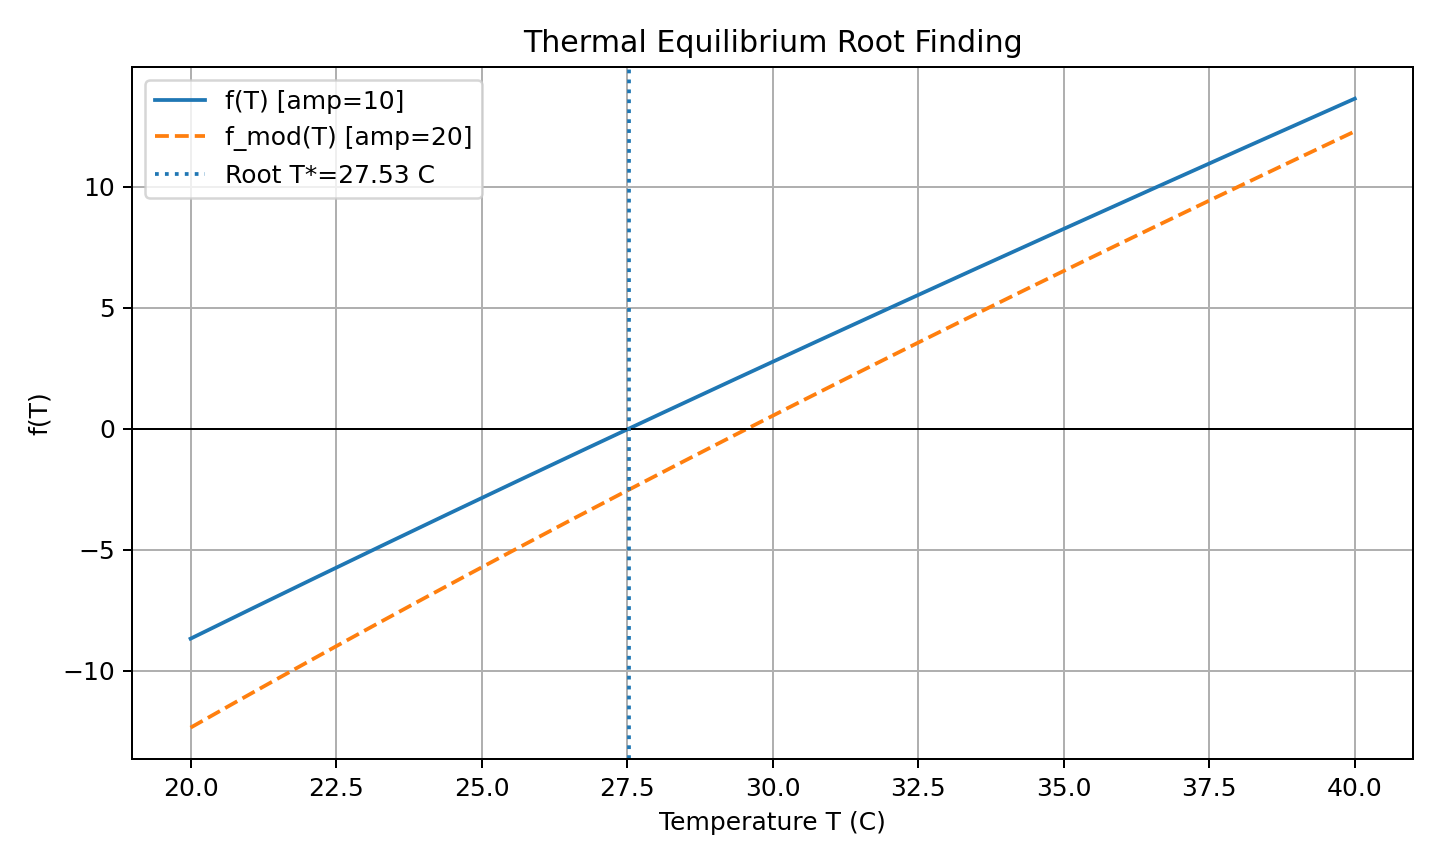 Thermal Equilibrium Root Finding
f(T) [amp=10]
f_mod(T) [amp=20]
Root T*=27.53 C
10
5
0
−5
−10
f(T)
20.0 22.5 25.0 27.5 30.0 32.5 35.0 37.5 40.0
Temperature T (C)